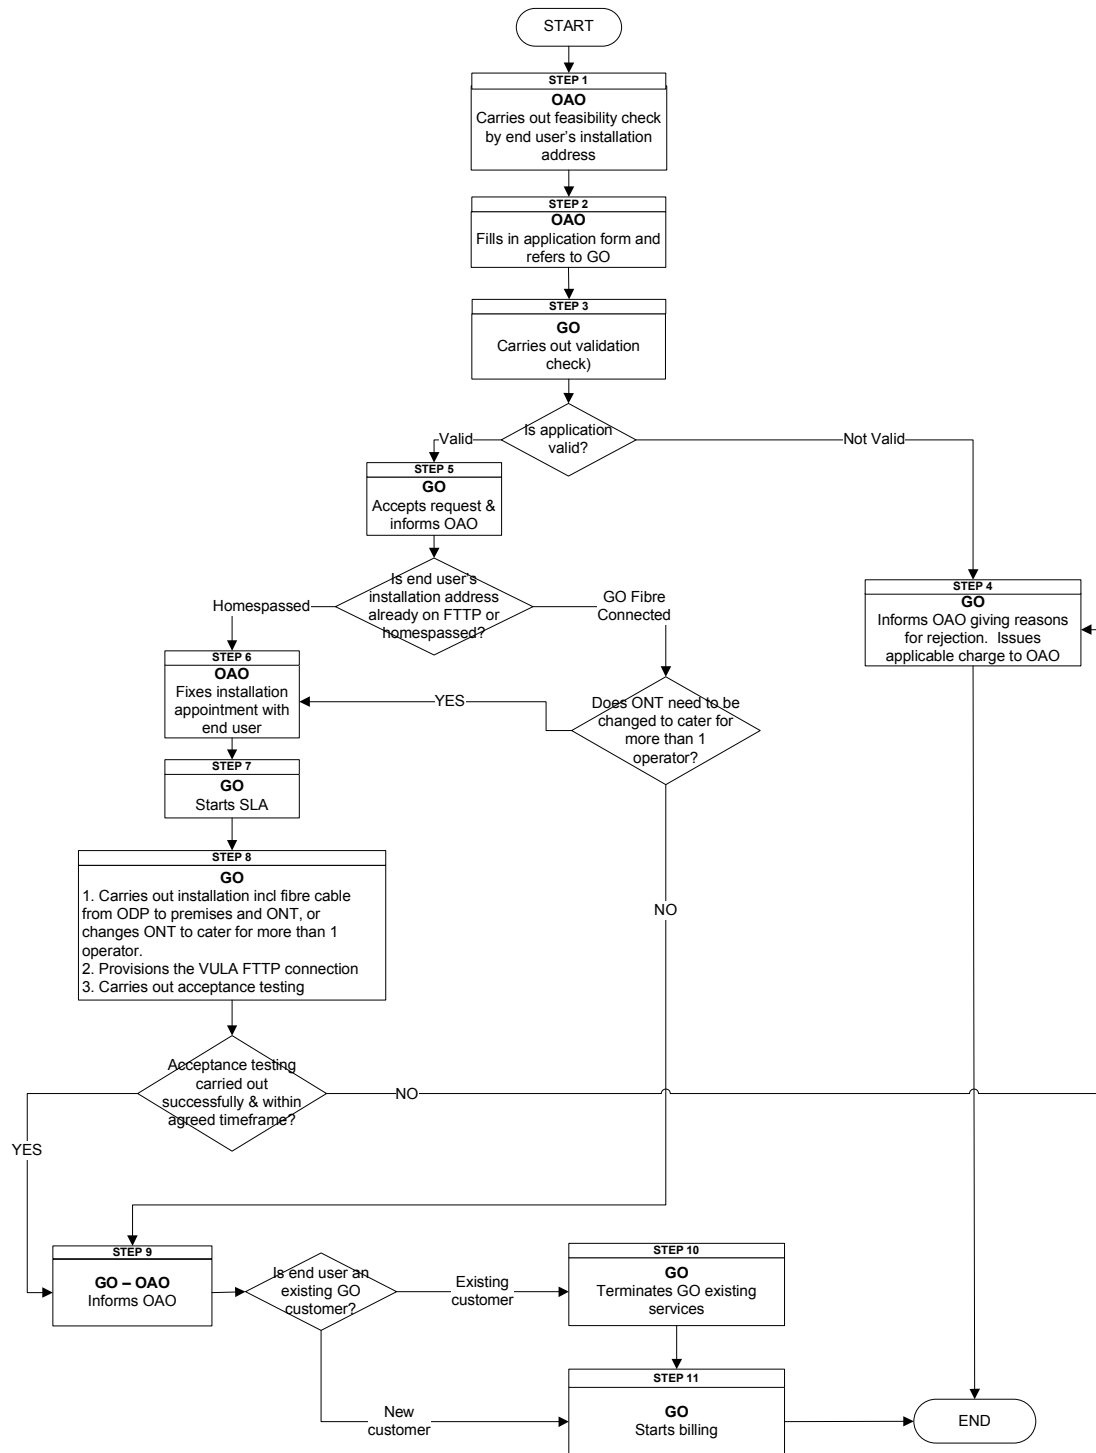 START
STEP 1
OAO
Carries out feasibility check
by end user's installation
address
STEP 2
OAO
Fills in application form and
refers to GO
STEP 3
GO
Carries out validation
check)
Is application
valid?
Valid
Not Valid
STEP 5
GO
Accepts request &
informs OAO
Is end user's
installation address
already on FTTP or
homespassed?
Homespassed
GO Fibre
Connected
STEP 4
GO
Informs OAO giving reasons
for rejection.  Issues
applicable charge to OAO
STEP 6
OAO
Fixes installation
appointment with
end user
YES
Does ONT need to be
changed to cater for
more than 1
operator?
STEP 7
GO
Starts SLA
STEP 8
GO
1. Carries out installation incl fibre cable
from ODP to premises and ONT, or
changes ONT to cater for more than 1
operator.
2. Provisions the VULA FTTP connection
3. Carries out acceptance testing
NO
Acceptance testing
carried out
successfully & within
agreed timeframe?
NO
YES
STEP 9
GO – OAO
Informs OAO
Is end user an
existing GO
customer?
Existing
customer
STEP 10
GO
Terminates GO existing
services
New
customer
STEP 11
GO
Starts billing
END